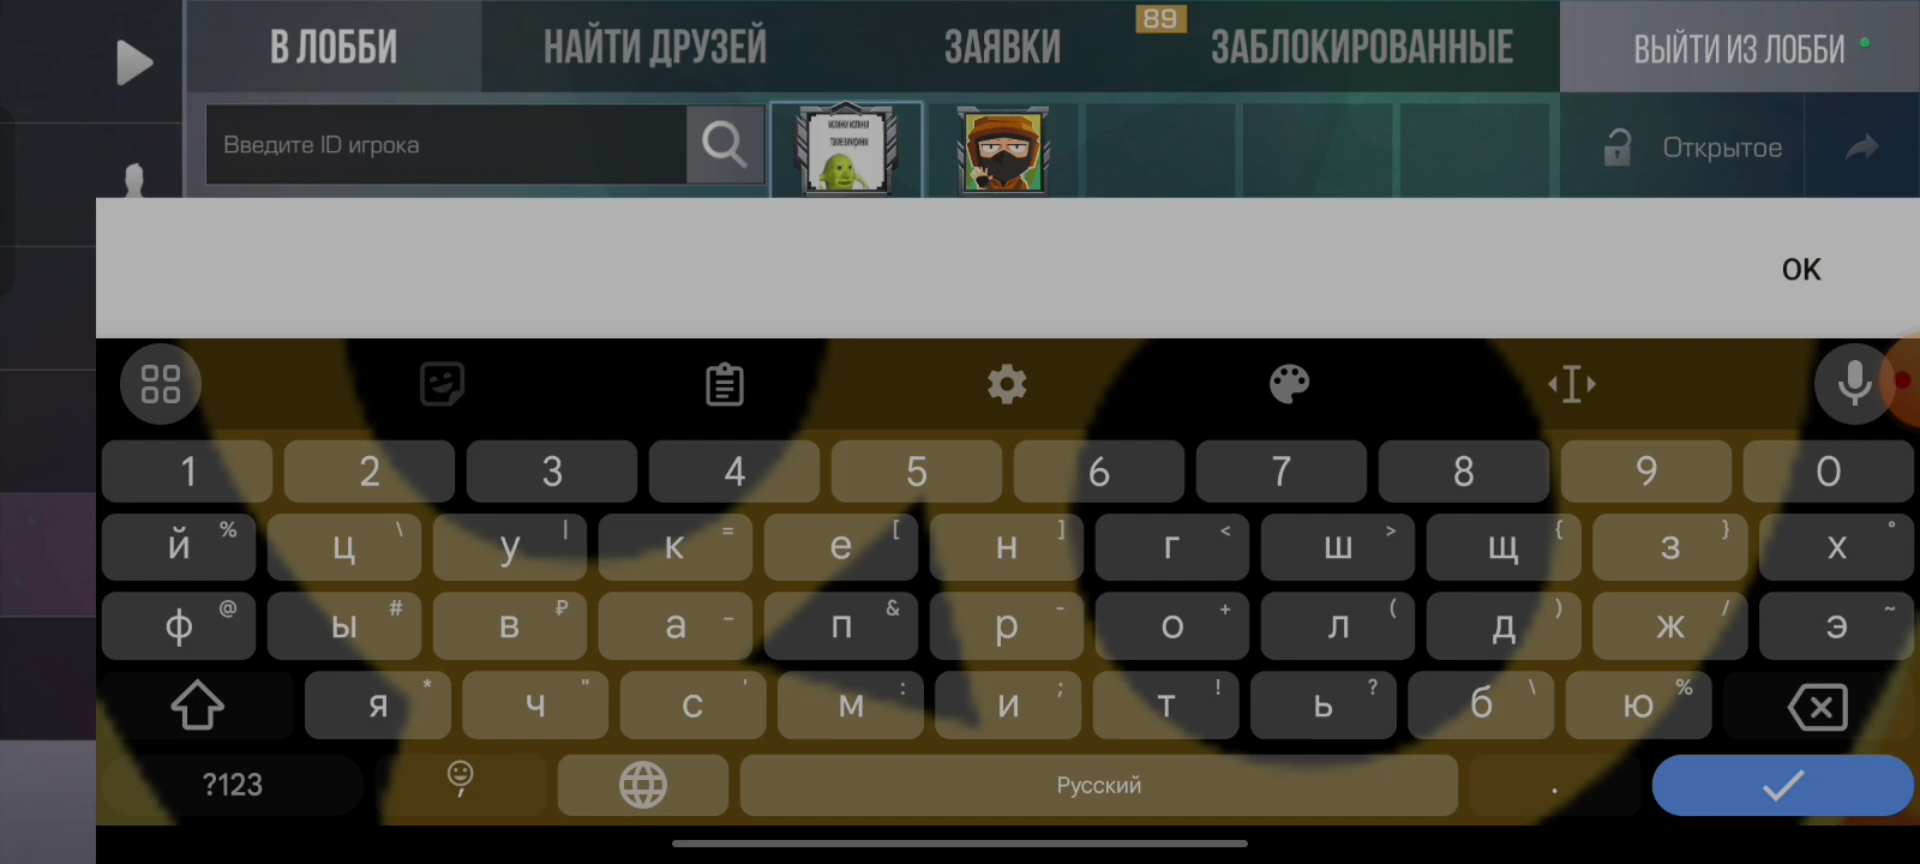 В ЛОББИ
НАЙТИ ДРУЗЕЙ
ЗАЯВКИ
89
ЗАБЛОКИРОВАННЫЕ
ВЫЙТИ ИЗ ЛОББИ
Введите ID игрока
Открытое
OK
1 2 3 4 5 6 7 8 9 0
й % ц \ у | к = е [ н ] г < ш > щ { з } х °
ф @ ы # в ₽ а _ п & р - о + л ( д ) ж / э ~
я * ч " с ' м : и ; т ! ь ? б \ ю %
?123 , Русский .